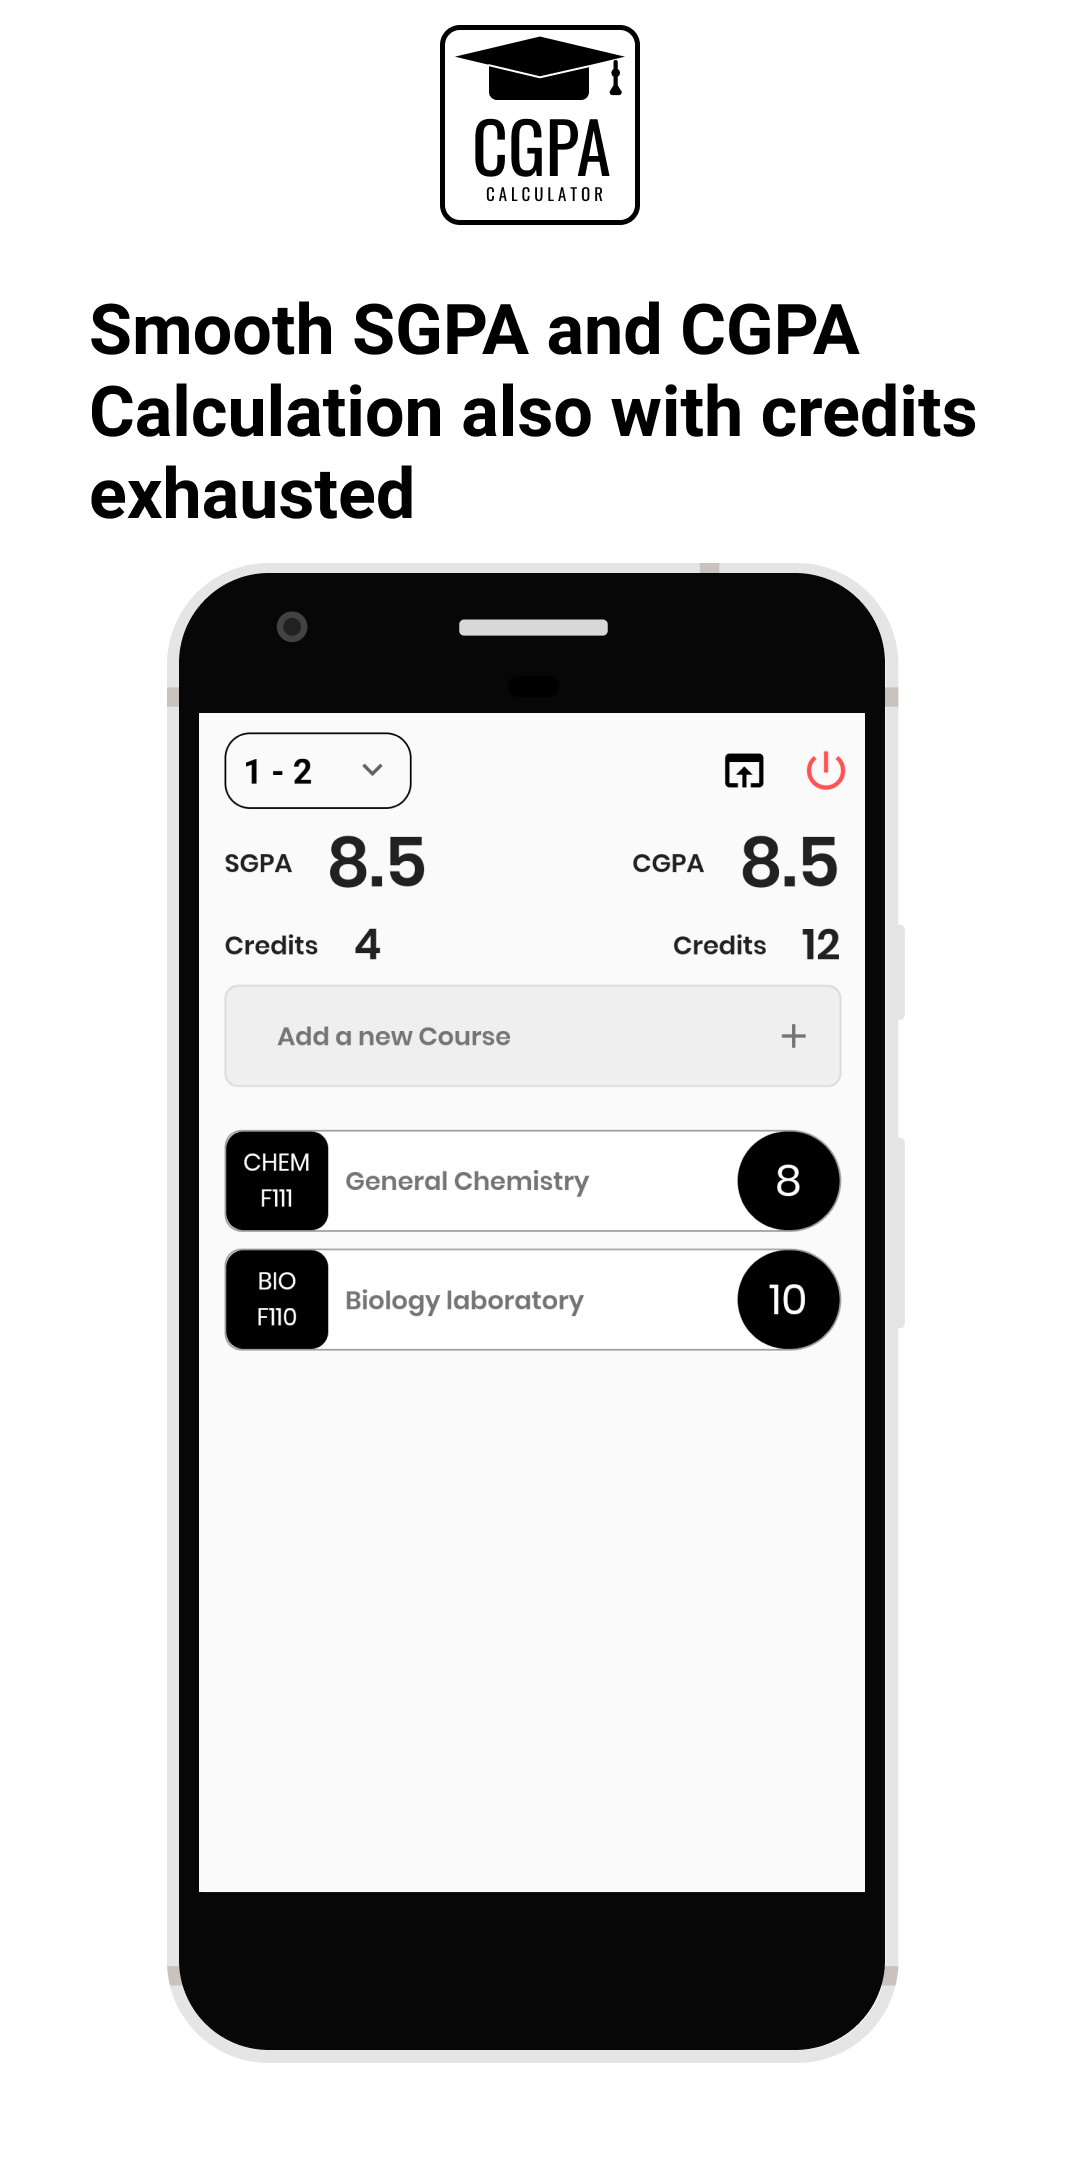 CGPA
CALCULATOR
Smooth SGPA and CGPA
Calculation also with credits
exhausted
1 - 2
SGPA 8.5 CGPA 8.5
Credits 4 Credits 12
Add a new Course +
CHEM
F111
General Chemistry
8
BIO
F110
Biology laboratory
10